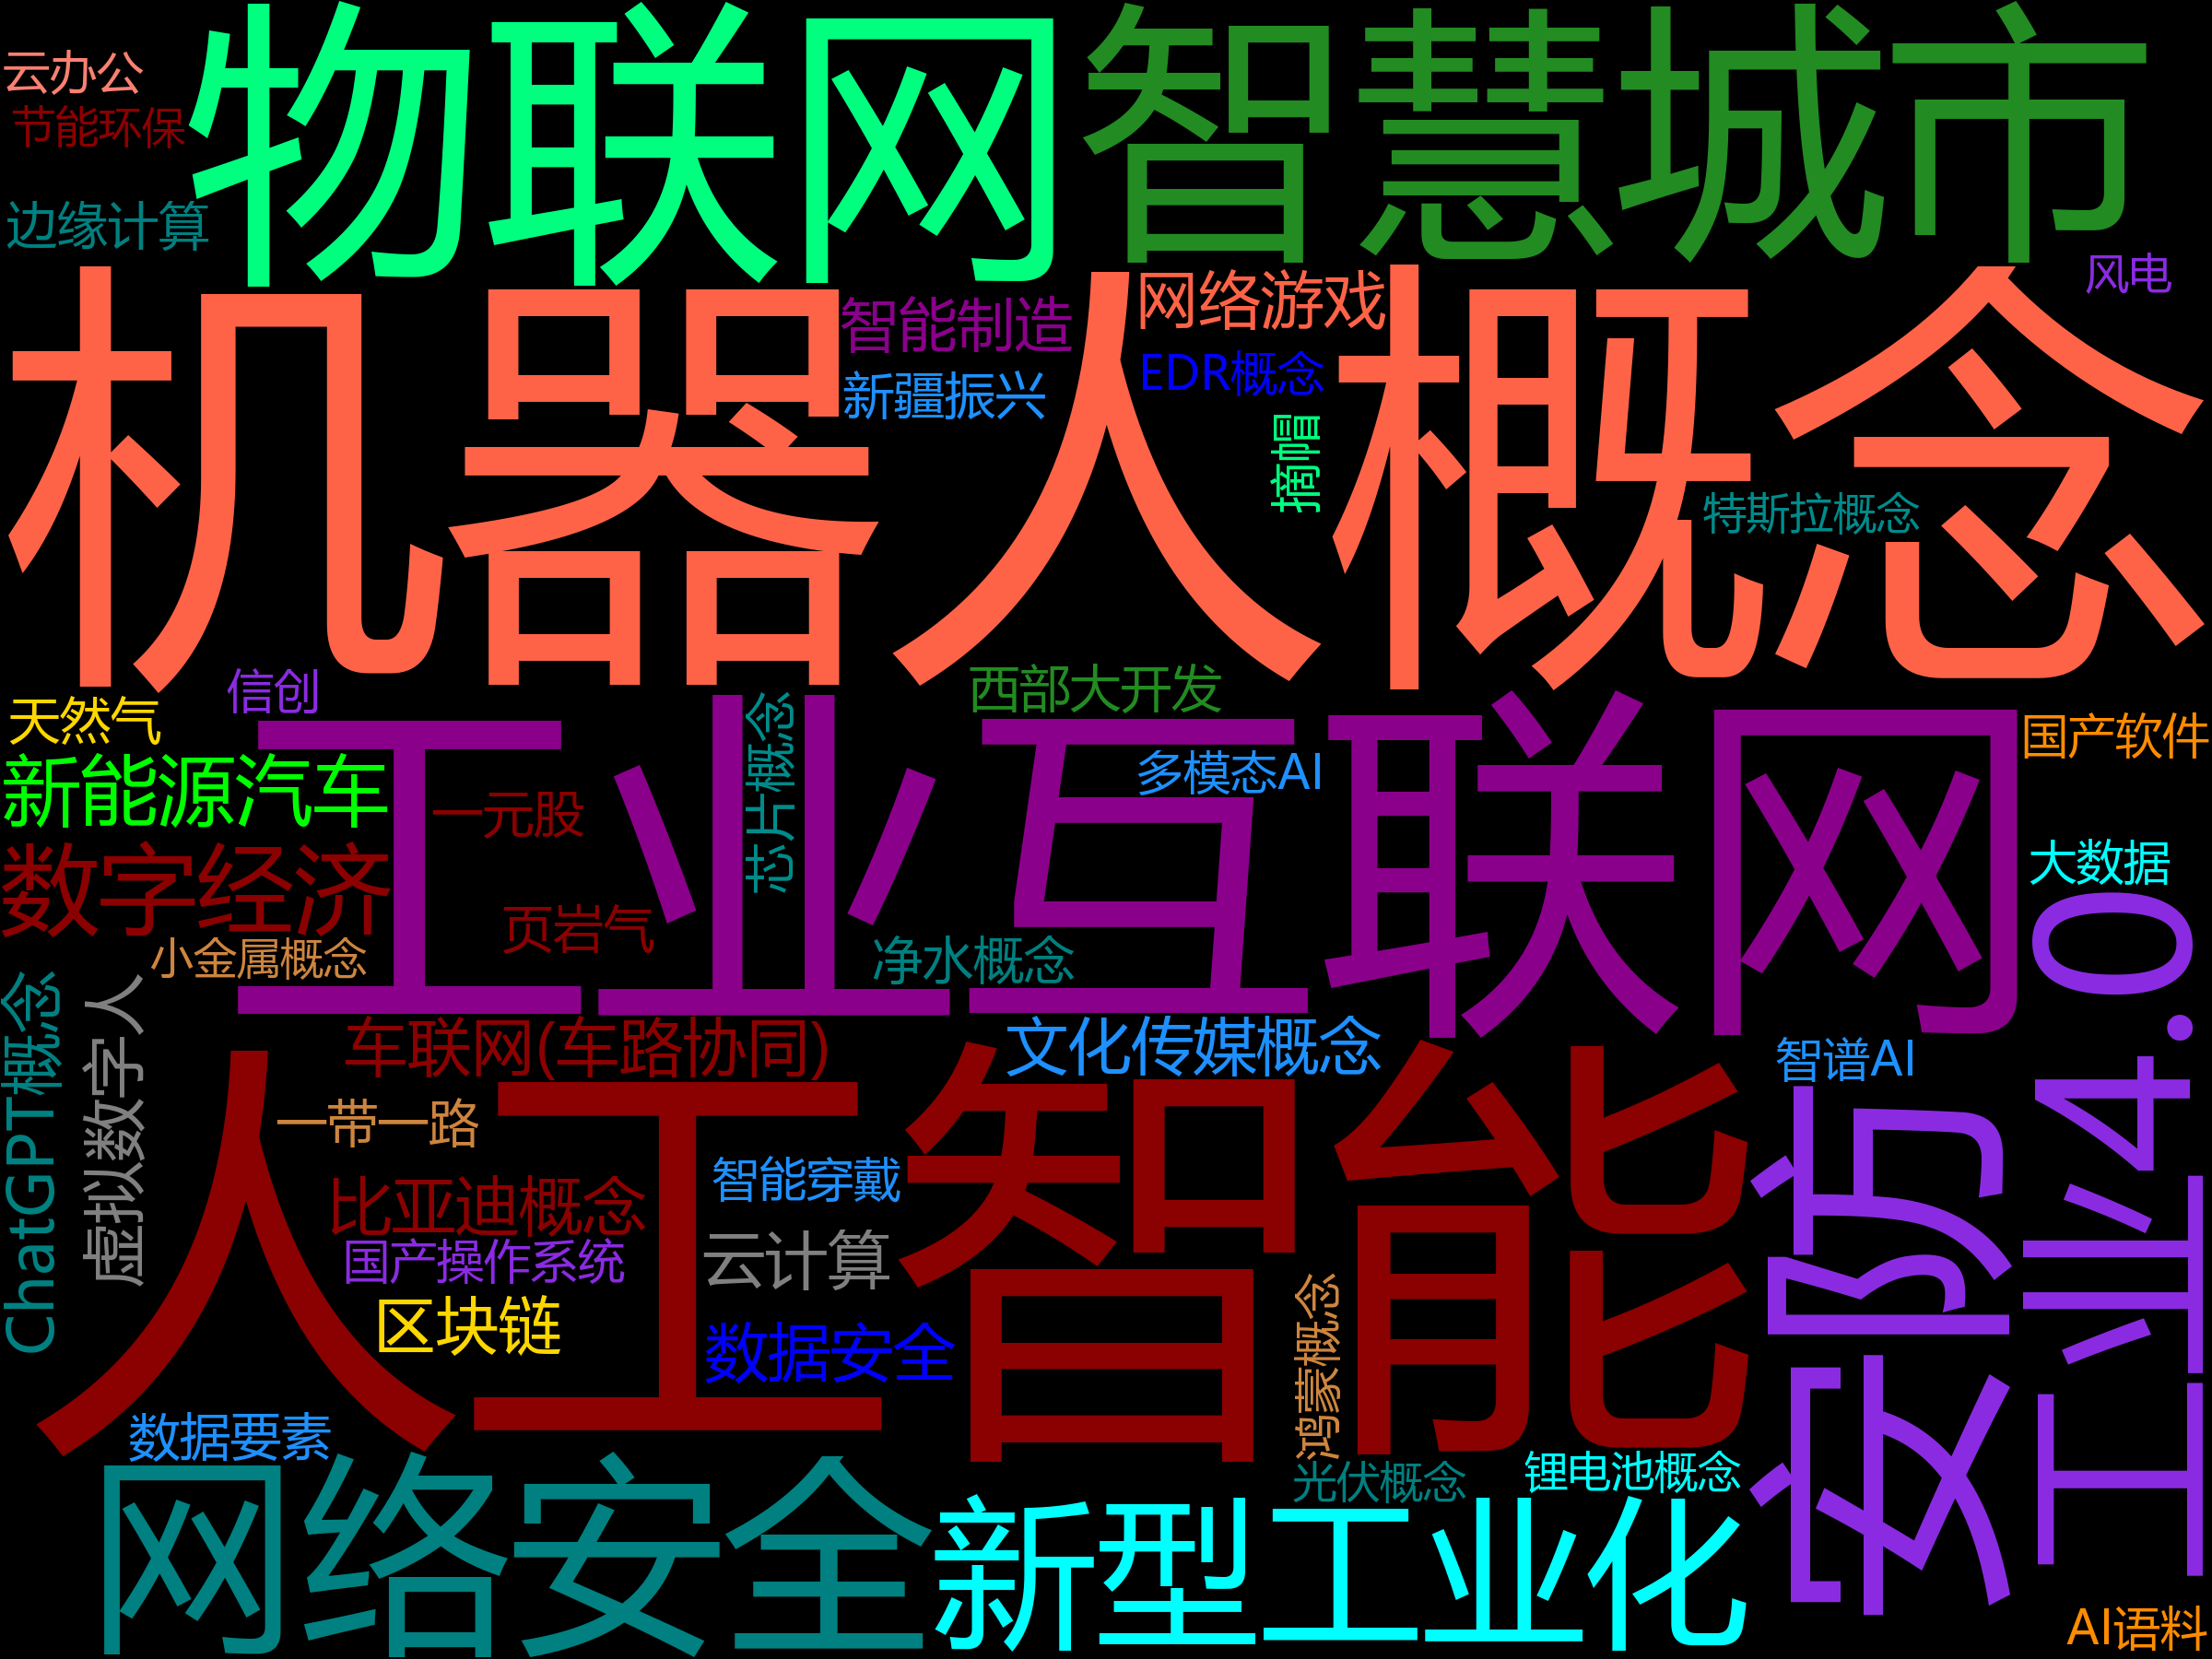 云办公
物联网
智慧城市
节能环保
边缘计算
风电
机器人概念
智能制造
网络游戏
新疆振兴
EDR概念
摘帽
特斯拉概念
信创
西部大开发
天然气
国产软件
工业互联网
芯片概念
多模态AI
新能源汽车
一元股
数字经济
大数据
页岩气
小金属概念
净水概念
工业4.0
ChatGPT概念
虚拟数字人
车联网(车路协同)
文化传媒概念
智谱AI
人工智能
安防
一带一路
智能穿戴
比亚迪概念
国产操作系统
云计算
区块链
数据安全
鸿蒙概念
数据要素
网络安全
光伏概念
锂电池概念
新型工业化
AI语料